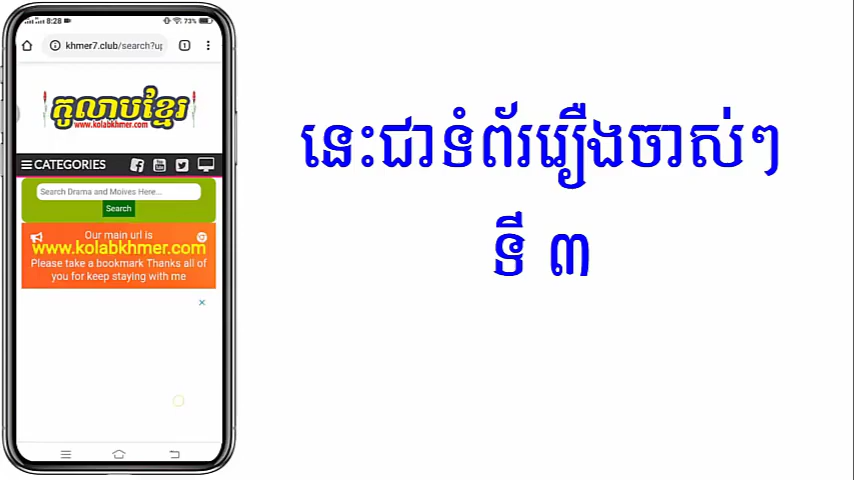 8:28
73%
khmer7.club/search?up
1
កូលាបខ្មែរ
www.kolabkhmer.com
CATEGORIES
Search Drama and Moives Here...
Search
Our main url is
www.kolabkhmer.com
Please take a bookmark Thanks all of
you for keep staying with me
នេះជាទំព័ររឿងចាស់ៗ
ទី ៣